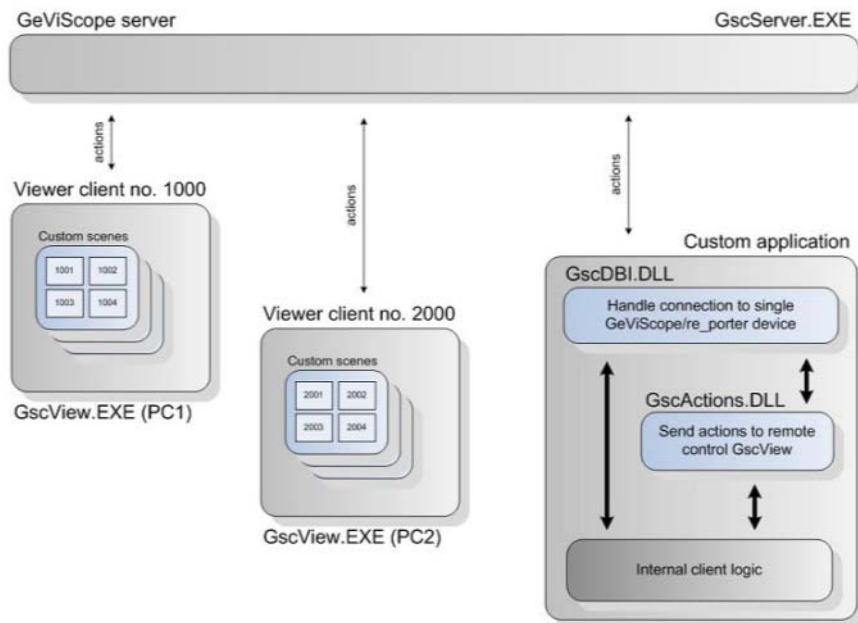 GeViScope server
GscServer.EXE
actions
actions
actions
Viewer client no. 1000
Custom scenes
1001
1002
1003
1004
GscView.EXE (PC1)
Viewer client no. 2000
Custom scenes
2001
2002
2003
2004
GscView.EXE (PC2)
Custom application
GscDBI.DLL
Handle connection to single
GeViScope/re_porter device
GscActions.DLL
Send actions to remote
control GscView
Internal client logic